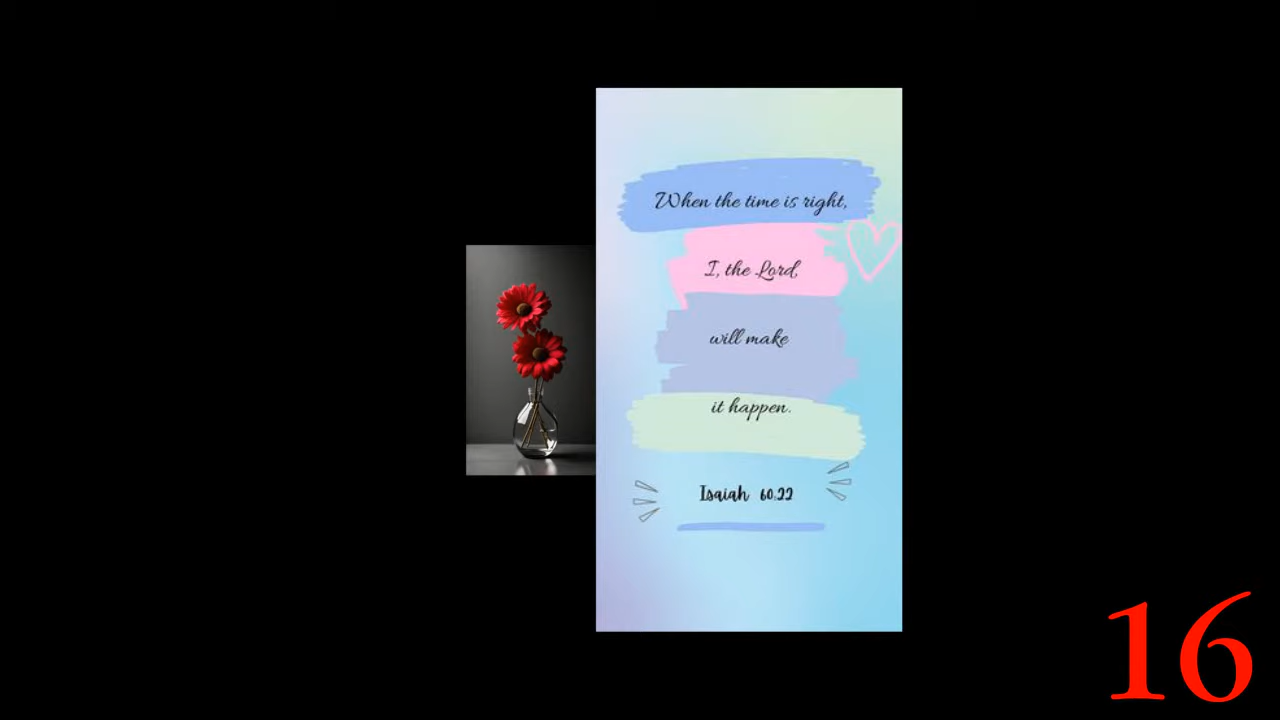 When the time is right,
I, the Lord,
will make
it happen.
Isaiah 60:22
16